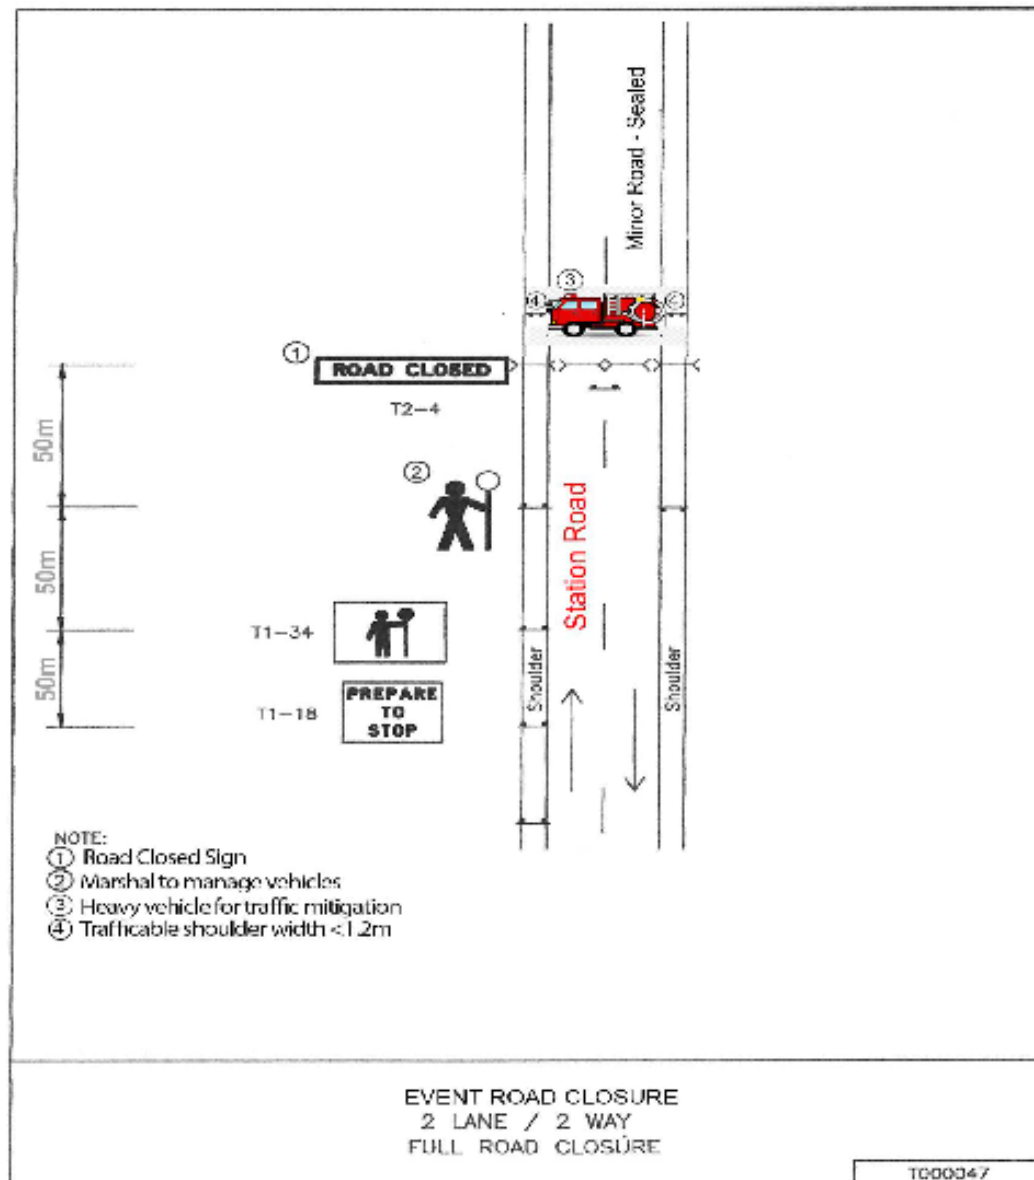 Minor Road - Sealed
③
④
④
①
ROAD CLOSED
T2-4
50m
②
Station Road
50m
T1-34
50m
Shoulder
Shoulder
T1-18
PREPARE
TO
STOP
NOTE:
① Road Closed Sign
② Marshal to manage vehicles
③ Heavy vehicle for traffic mitigation
④ Trafficable shoulder width <1.2m
EVENT ROAD CLOSURE
2 LANE / 2 WAY
FULL ROAD CLOSURE
T000047